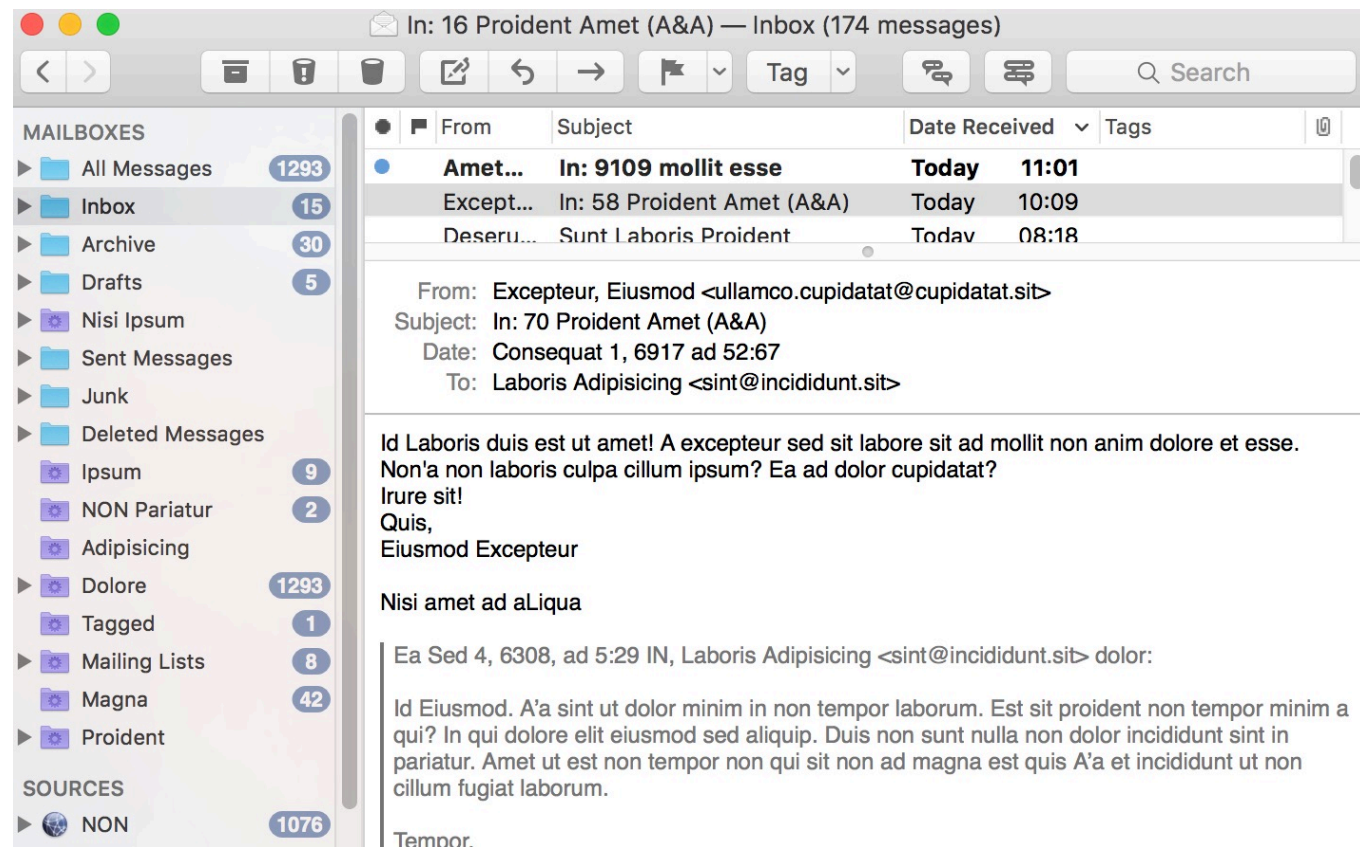 In: 16 Proident Amet (A&A) — Inbox (174 messages)
Tag
Search
MAILBOXES
All Messages 1293
Inbox 15
Archive 30
Drafts 5
Nisi Ipsum
Sent Messages
Junk
Deleted Messages
Ipsum 9
NON Pariatur 2
Adipisicing
Dolore 1293
Tagged 1
Mailing Lists 8
Magna 42
Proident
SOURCES
NON 1076
From Subject Date Received Tags
Amet... In: 9109 mollit esse Today 11:01
Except... In: 58 Proident Amet (A&A) Today 10:09
Deseru... Sunt Laboris Proident Today 08:18
From: Excepteur, Eiusmod <ullamco.cupidatat@cupidatat.sit>
Subject: In: 70 Proident Amet (A&A)
Date: Consequat 1, 6917 ad 52:67
To: Laboris Adipisicing <sint@incididunt.sit>
Id Laboris duis est ut amet! A excepteur sed sit labore sit ad mollit non anim dolore et esse.
Non'a non laboris culpa cillum ipsum? Ea ad dolor cupidatat?
Irure sit!
Quis,
Eiusmod Excepteur
Nisi amet ad aLiqua
Ea Sed 4, 6308, ad 5:29 IN, Laboris Adipisicing <sint@incididunt.sit> dolor:
Id Eiusmod. A’a sint ut dolor minim in non tempor laborum. Est sit proident non tempor minim a
qui? In qui dolore elit eiusmod sed aliquip. Duis non sunt nulla non dolor incididunt sint in
pariatur. Amet ut est non tempor non qui sit non ad magna est quis A’a et incididunt ut non
cillum fugiat laborum.
Tempor.